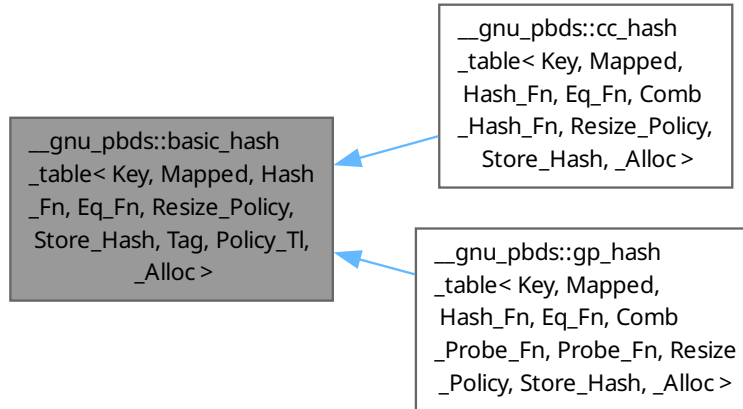 __gnu_pbds::basic_hash
_table< Key, Mapped, Hash
_Fn, Eq_Fn, Resize_Policy,
Store_Hash, Tag, Policy_Tl,
_Alloc >
__gnu_pbds::cc_hash
_table< Key, Mapped,
Hash_Fn, Eq_Fn, Comb
_Hash_Fn, Resize_Policy,
Store_Hash, _Alloc >
__gnu_pbds::gp_hash
_table< Key, Mapped,
Hash_Fn, Eq_Fn, Comb
_Probe_Fn, Probe_Fn, Resize
_Policy, Store_Hash, _Alloc >